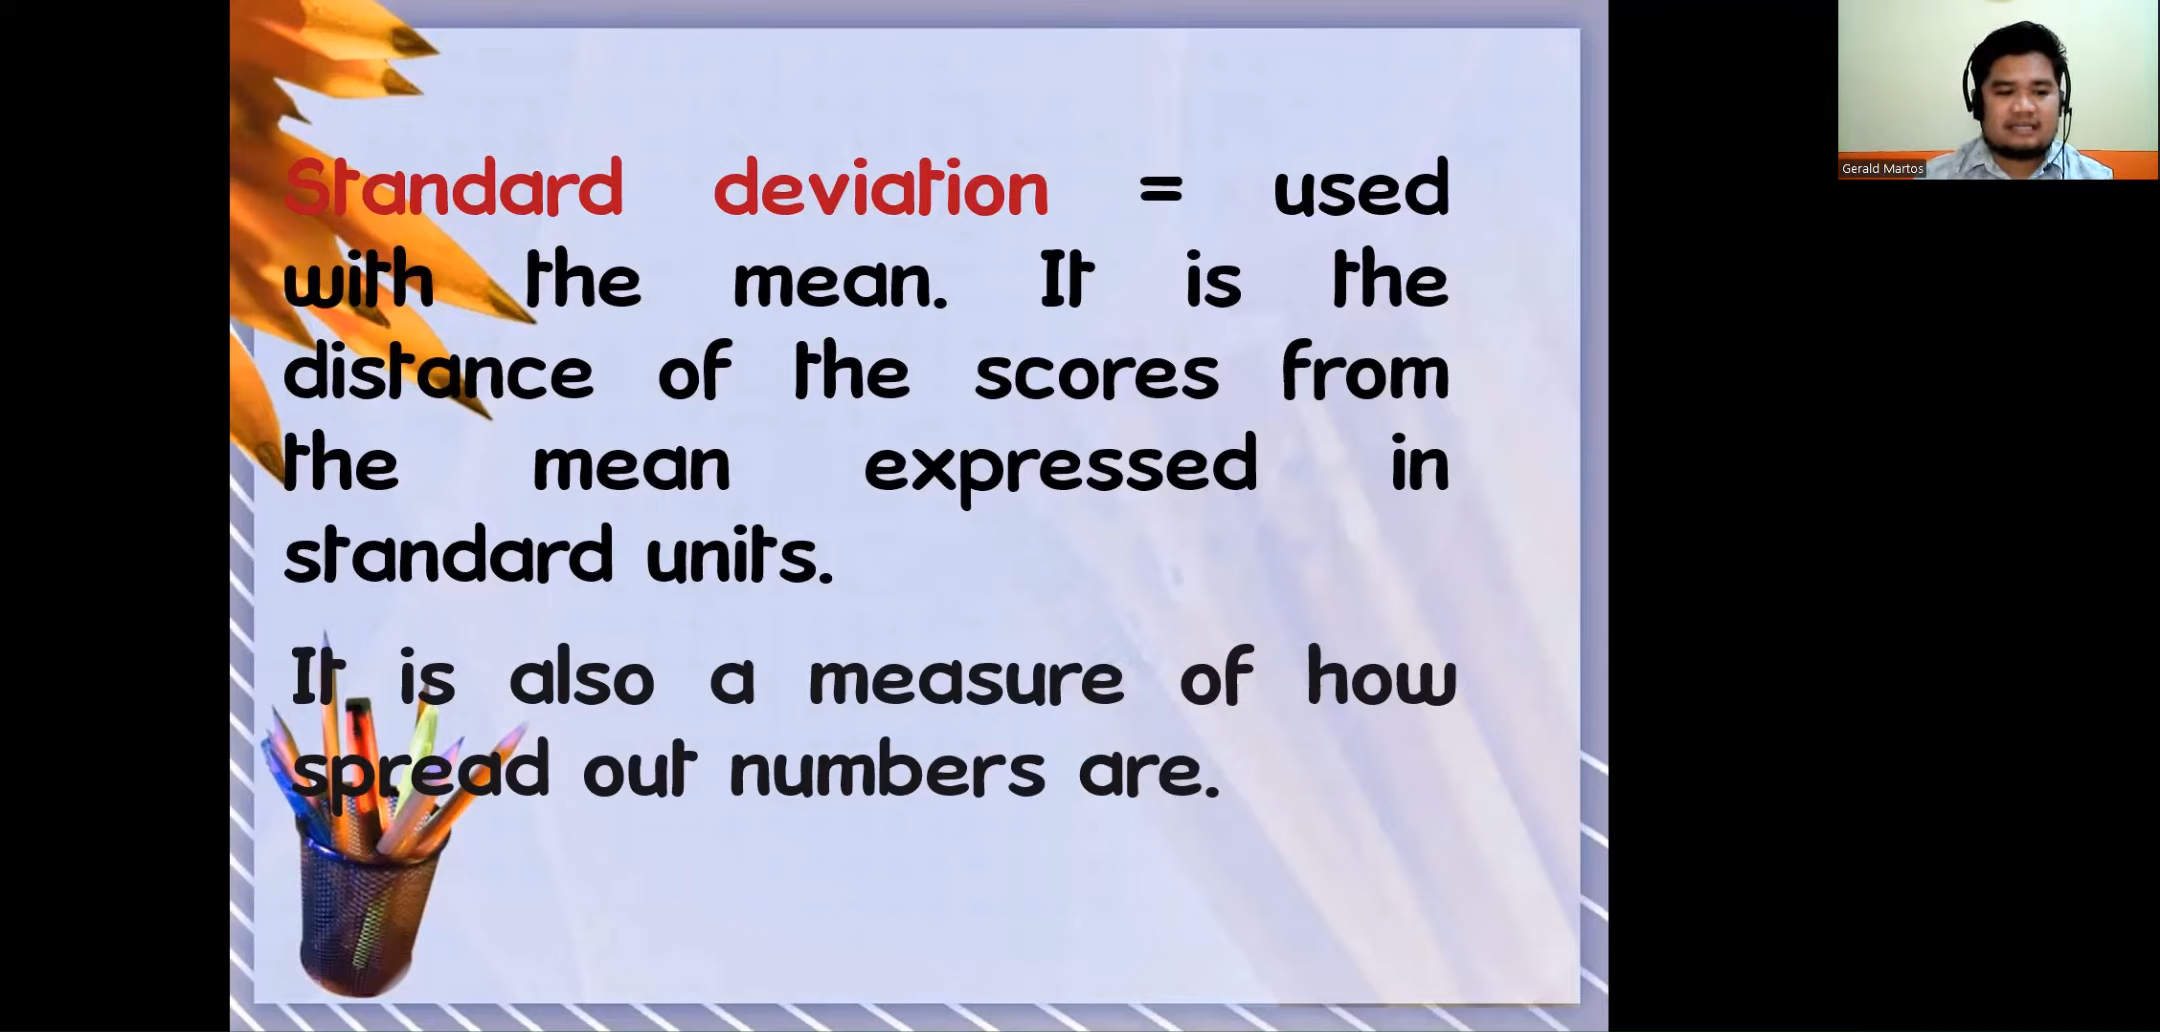 Standard deviation = used
with the mean. It is the
distance of the scores from
the mean expressed in
standard units.
It is also a measure of how
spread out numbers are.
Gerald Martos